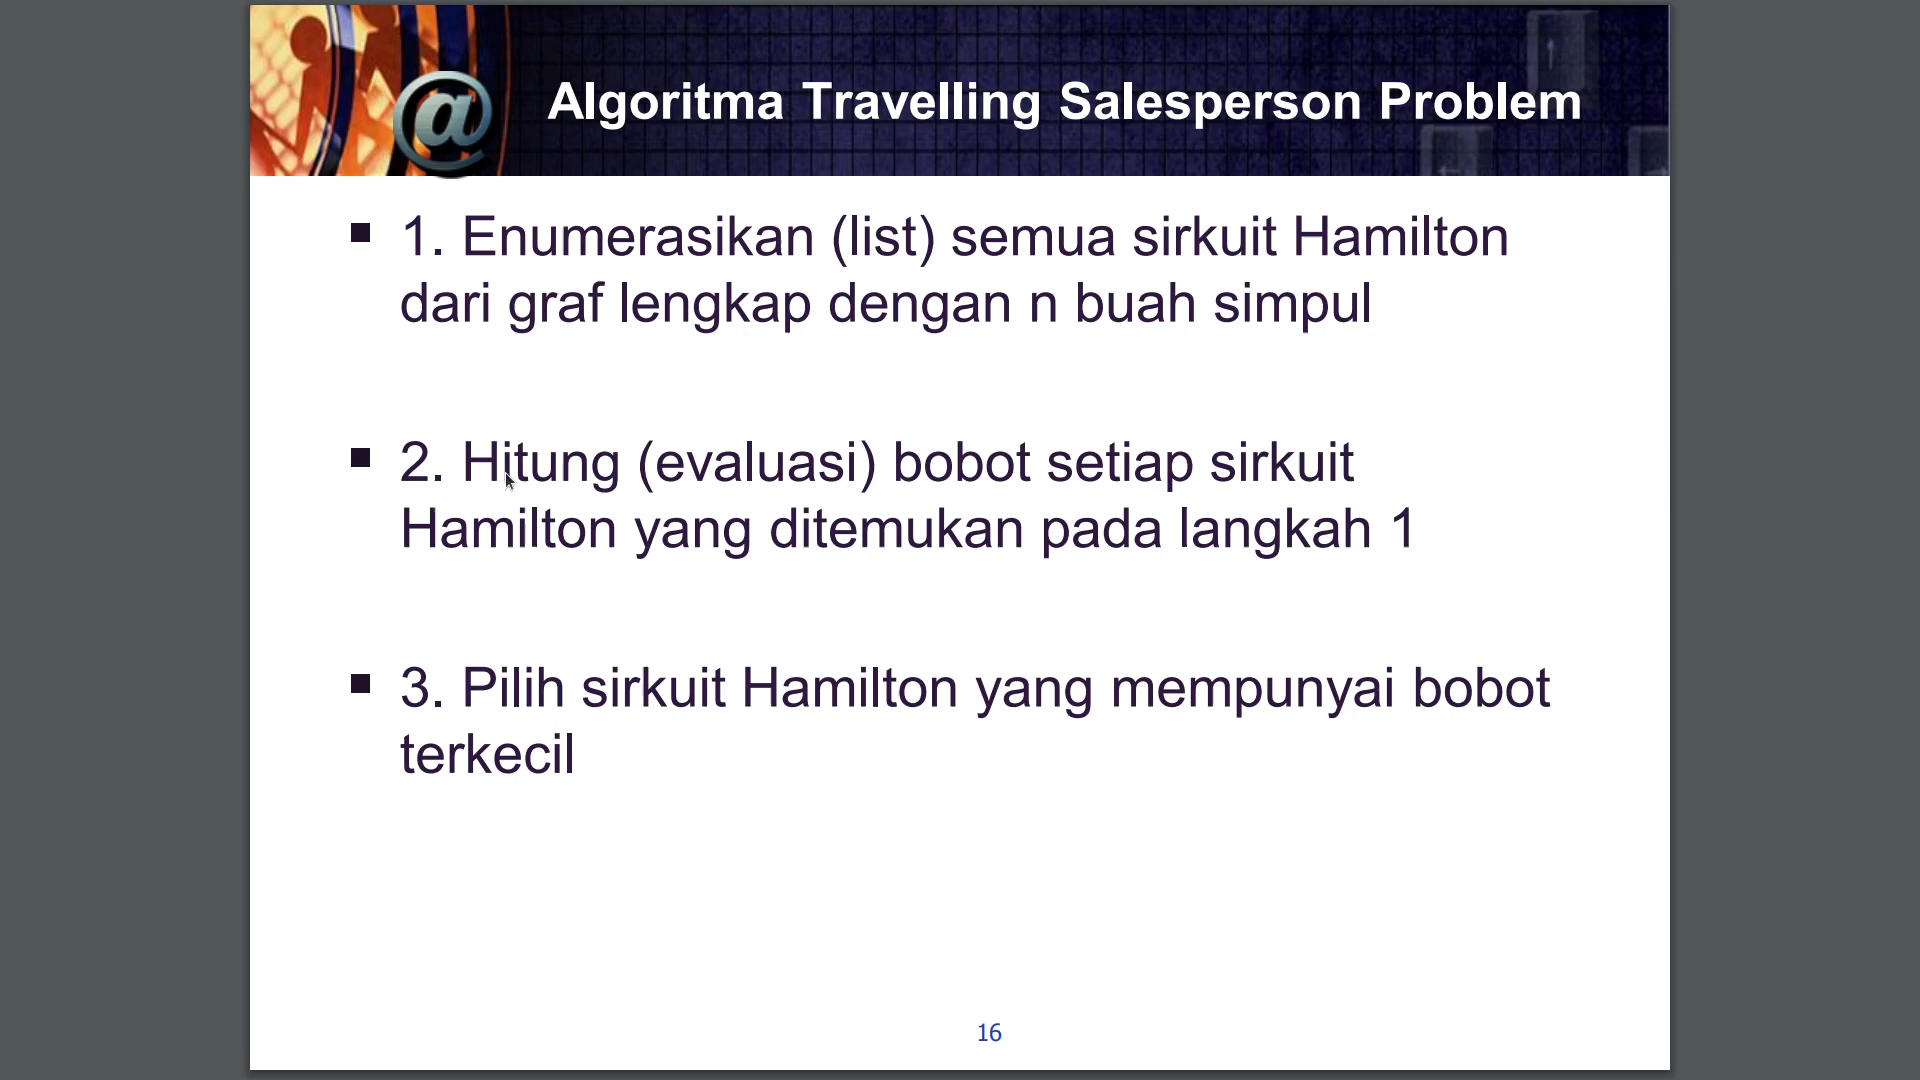 @
Algoritma Travelling Salesperson Problem
1. Enumerasikan (list) semua sirkuit Hamilton
dari graf lengkap dengan n buah simpul
2. Hitung (evaluasi) bobot setiap sirkuit
Hamilton yang ditemukan pada langkah 1
3. Pilih sirkuit Hamilton yang mempunyai bobot
terkecil
16